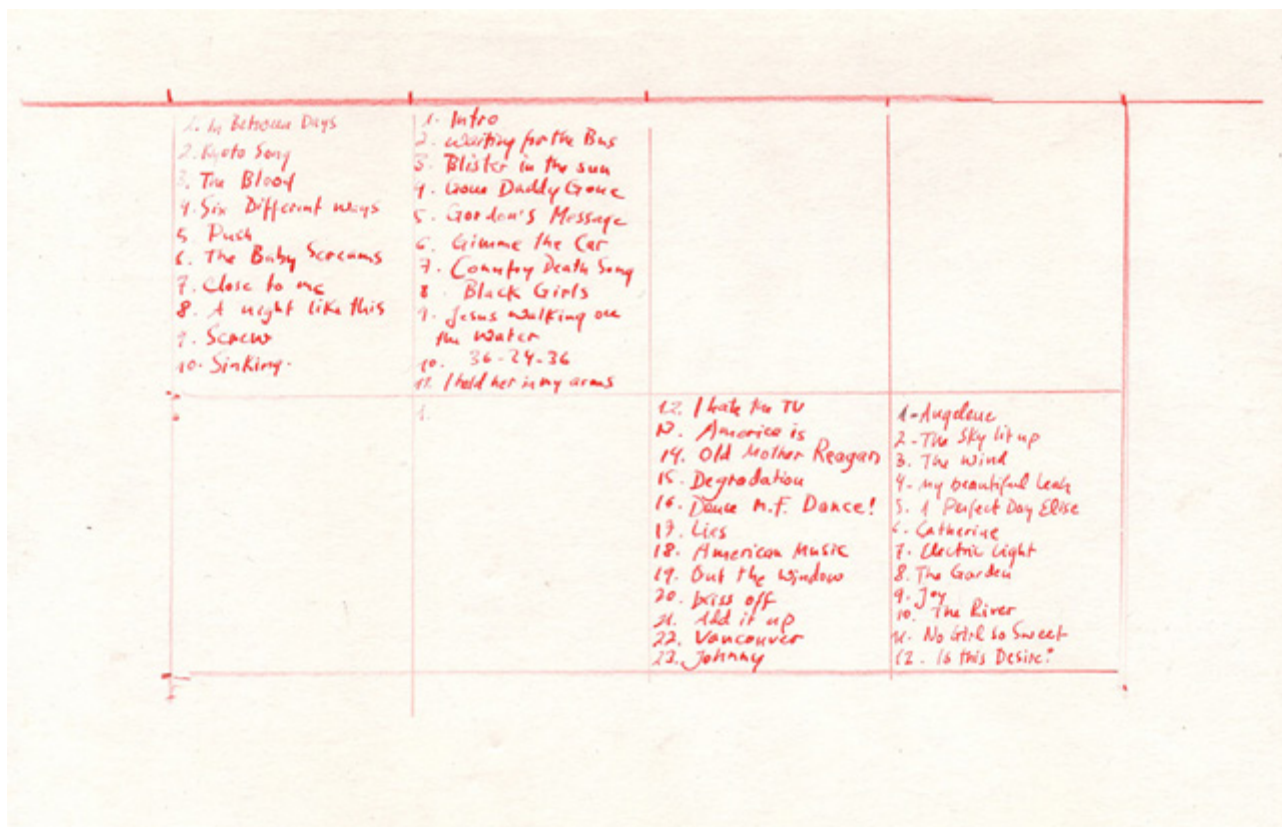 1. In Between Days
2. Kyoto Song
3. The Blood
4. Six Different ways
5 Push
6. The Baby Screams
7. Close to me
8. A night like this
9. Screw
10. Sinking.
1. Intro
2. waiting for the Bus
3. Blister in the sun
4. Gone Daddy Gone
5. Gordon's Message
6. Gimme the Car
7. Country Death Song
8. Black Girls
9. Jesus walking on
the water
10. 36-24-36
11. I held her in my arms
1.
12. I hate the TV
13. America is
14. Old Mother Reagan
15. Degradation
16. Dance M.F. Dance!
17. Lies
18. American Music
19. Out the window
20. kiss off
21. Add it up
22. Vancouver
23. Johnny
1-Angelene
2-The Sky lit up
3. The wind
4-my beautiful Leah
5. A Perfect Day Elise
6. Catherine
7. Electric Light
8. The Garden
9. Joy
10. The River
11. No Girl so Sweet
12. Is this Desire?